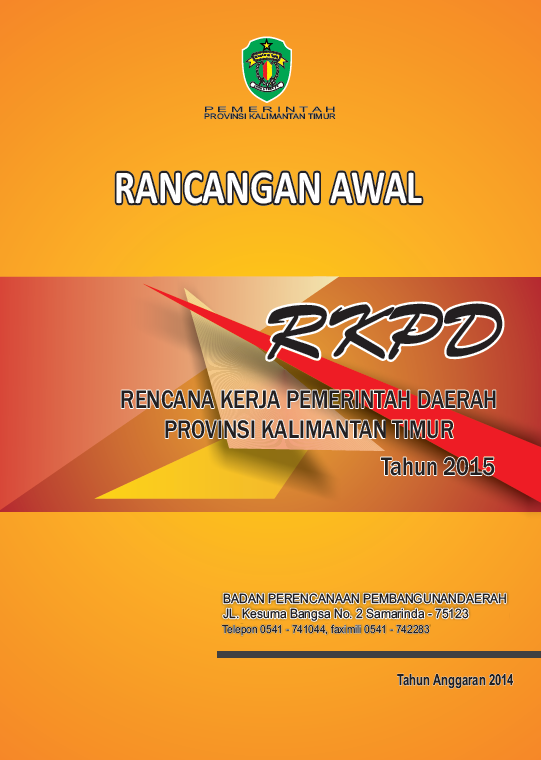 PEMERINTAH
PROVINSI KALIMANTAN TIMUR
RANCANGAN AWAL
RKPD
RENCANA KERJA PEMERINTAH DAERAH
PROVINSI KALIMANTAN TIMUR
Tahun 2015
BADAN PERENCANAAN PEMBANGUNANDAERAH
JL. Kesuma Bangsa No. 2 Samarinda - 75123
Telepon 0541 - 741044, faximili 0541 - 742283
Tahun Anggaran 2014